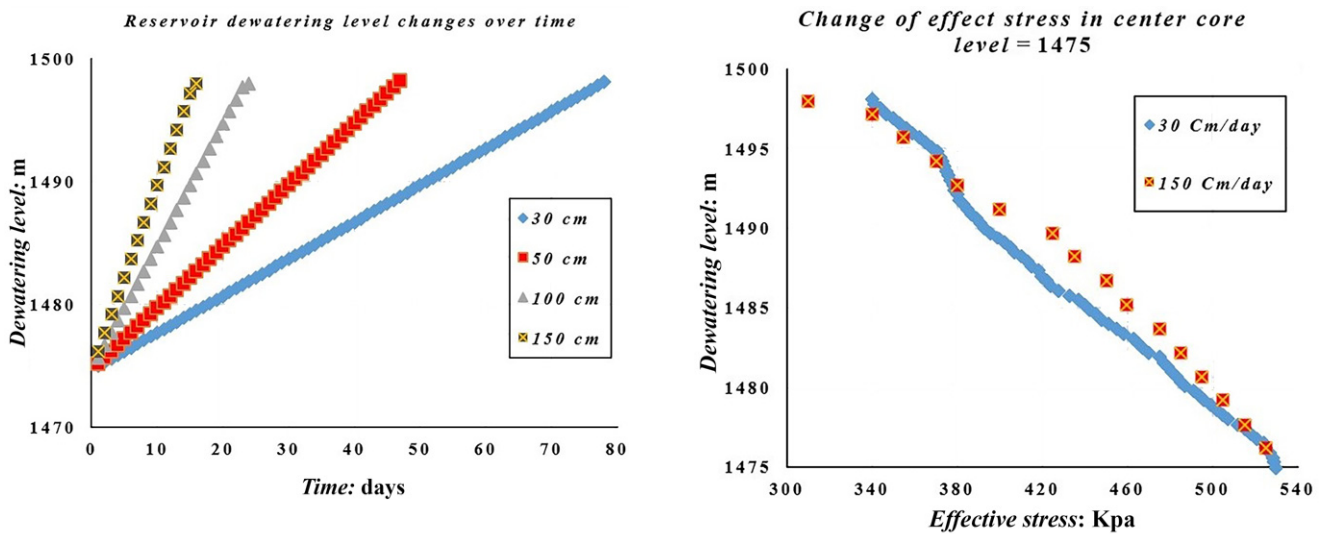 Reservoir dewatering level changes over time
1500
1490
1480
1470
Dewatering level: m
0 10 20 30 40 50 60 70 80
Time: days
30 cm
50 cm
100 cm
150 cm
Change of effect stress in center core
level = 1475
1500
1495
1490
1485
1480
1475
Dewatering level: m
300 340 380 420 460 500 540
Effective stress: Kpa
30 Cm/day
150 Cm/day